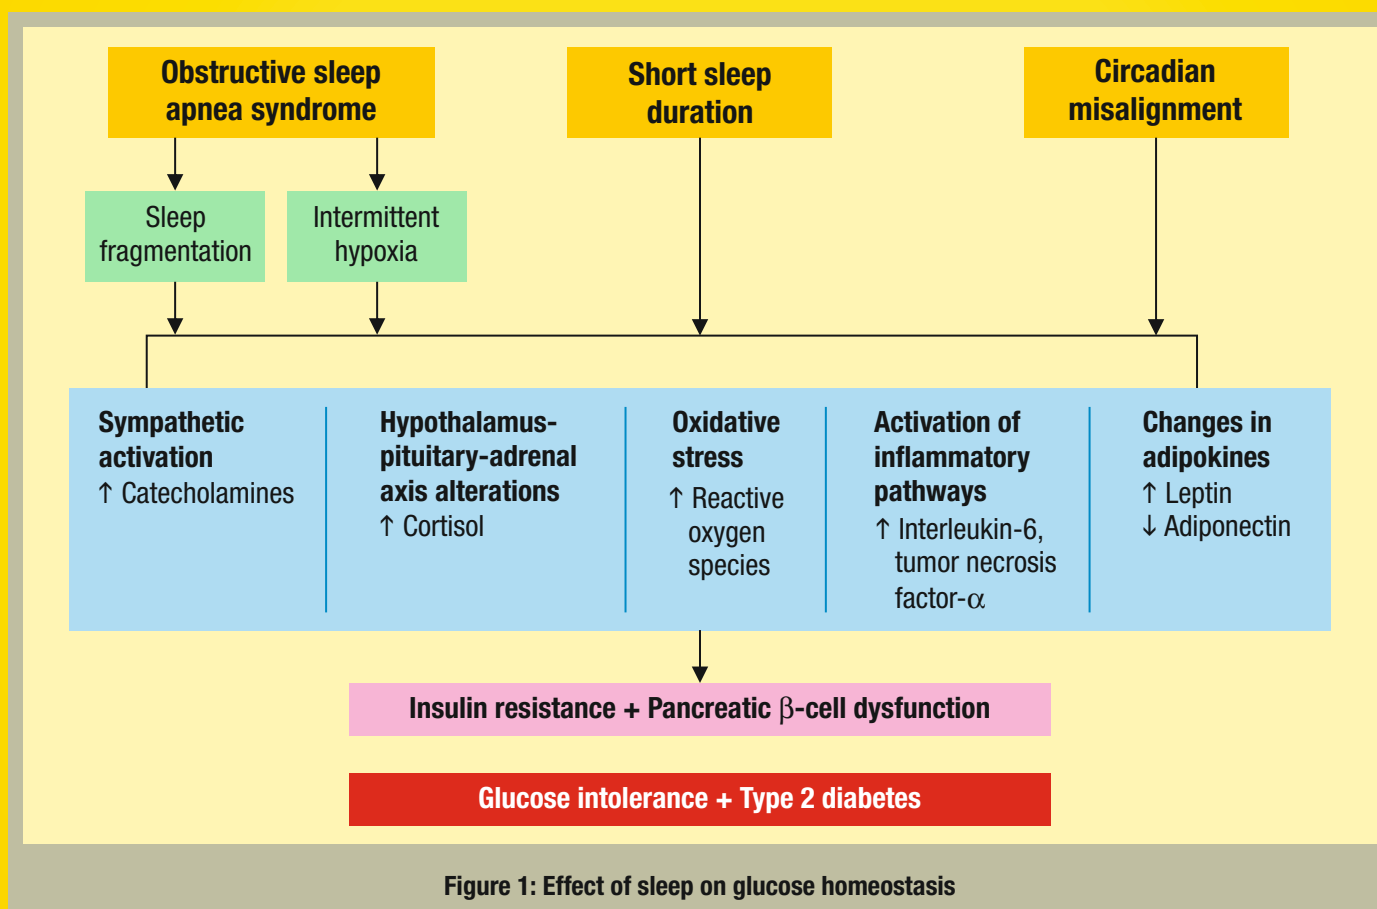 Obstructive sleep
apnea syndrome
Short sleep
duration
Circadian
misalignment
Sleep
fragmentation
Intermittent
hypoxia
Sympathetic
activation
↑ Catecholamines
Hypothalamus-
pituitary-adrenal
axis alterations
↑ Cortisol
Oxidative
stress
↑ Reactive
oxygen
species
Activation of
inflammatory
pathways
↑ Interleukin-6,
tumor necrosis
factor-α
Changes in
adipokines
↑ Leptin
↓ Adiponectin
Insulin resistance + Pancreatic β-cell dysfunction
Glucose intolerance + Type 2 diabetes
Figure 1: Effect of sleep on glucose homeostasis